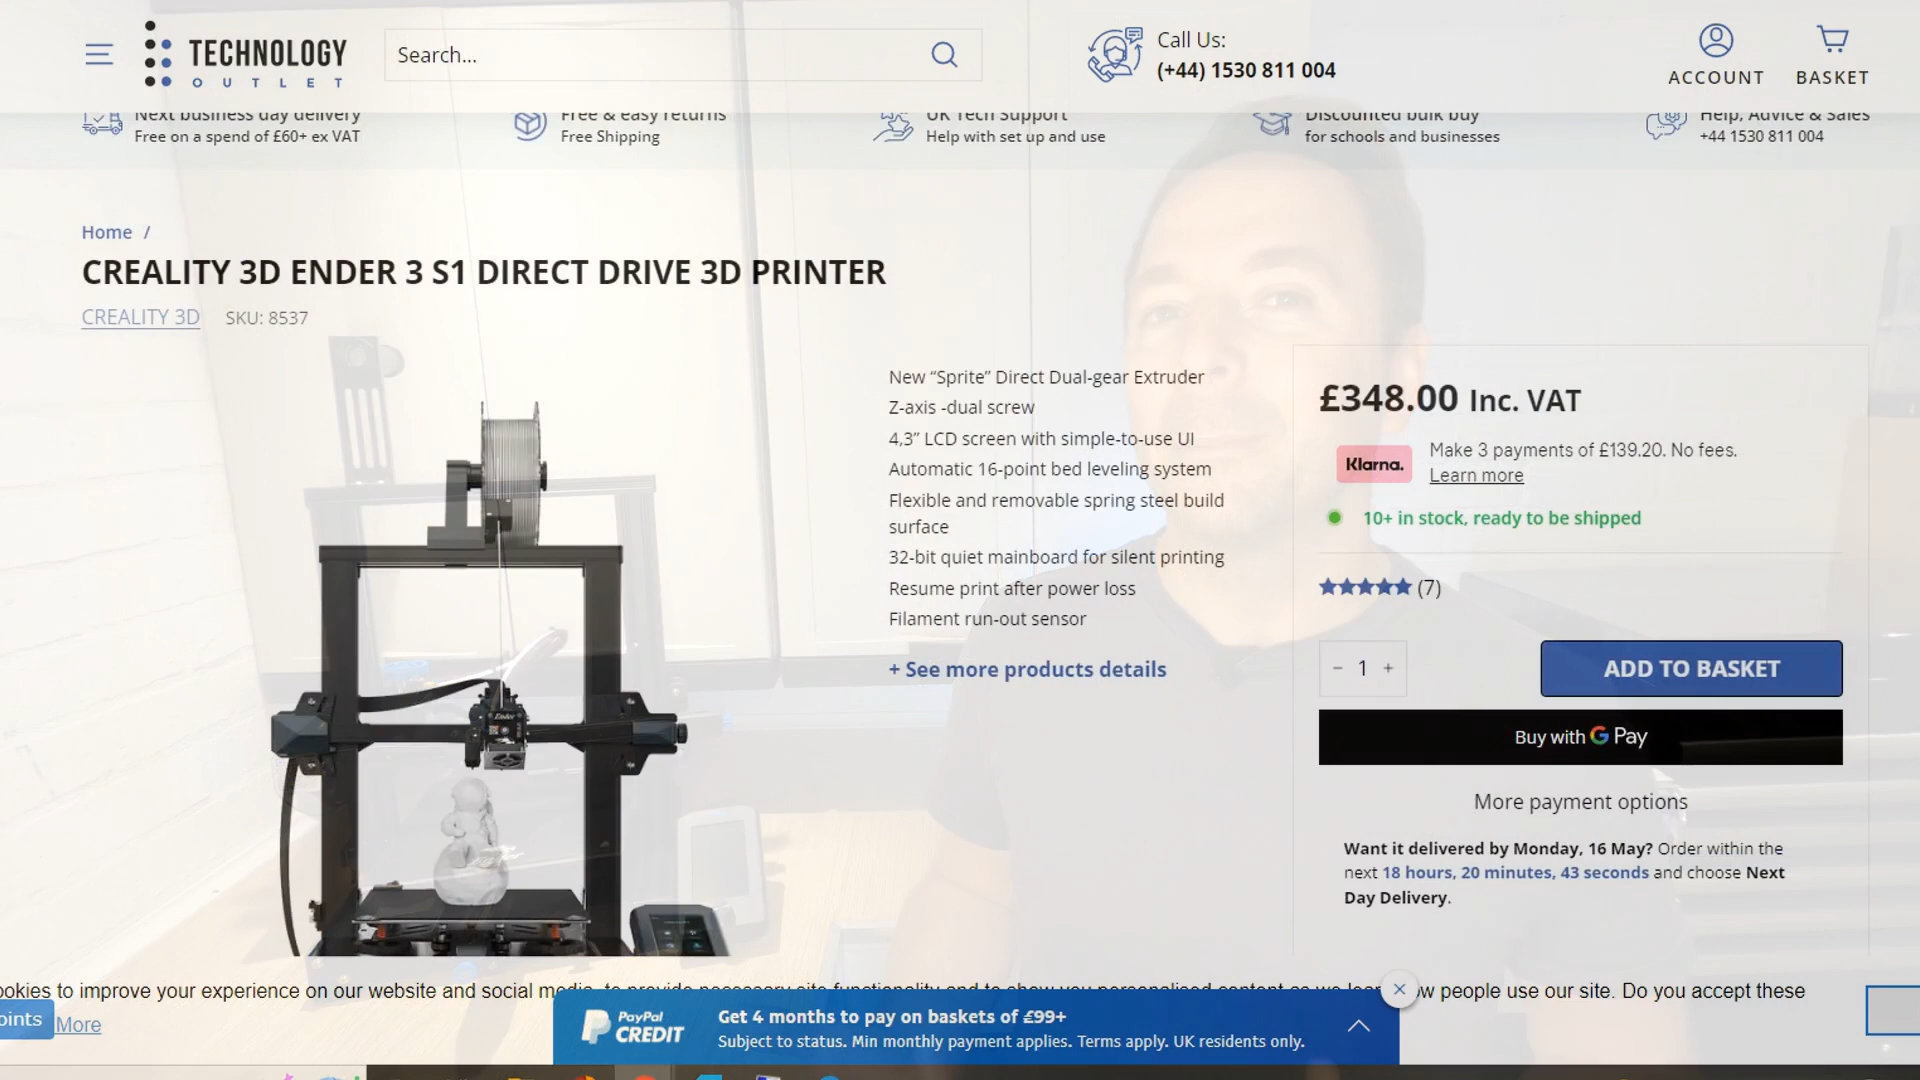 TECHNOLOGY
OUTLET
Search...
Call Us:
(+44) 1530 811 004
ACCOUNT
BASKET
Next business day delivery
Free on a spend of £60+ ex VAT
Free & easy returns
Free Shipping
UK Tech Support
Help with set up and use
Discounted bulk buy
for schools and businesses
Help, Advice & Sales
+44 1530 811 004
Home /
CREALITY 3D ENDER 3 S1 DIRECT DRIVE 3D PRINTER
CREALITY 3D SKU: 8537
New “Sprite” Direct Dual-gear Extruder
Z-axis -dual screw
4,3” LCD screen with simple-to-use UI
Automatic 16-point bed leveling system
Flexible and removable spring steel build
surface
32-bit quiet mainboard for silent printing
Resume print after power loss
Filament run-out sensor
+ See more products details
Ender
£348.00 Inc. VAT
Klarna.
Make 3 payments of £139.20. No fees.
Learn more
10+ in stock, ready to be shipped
(7)
− 1 +
ADD TO BASKET
Buy with G Pay
More payment options
Want it delivered by Monday, 16 May? Order within the
next 18 hours, 20 minutes, 43 seconds and choose Next
Day Delivery.
ookies to improve your experience on our website and social media, to provide necessary site functionality and to show you personalised content as we learn how people use our site. Do you accept these
oints
More
PayPal
CREDIT
Get 4 months to pay on baskets of £99+
Subject to status. Min monthly payment applies. Terms apply. UK residents only.